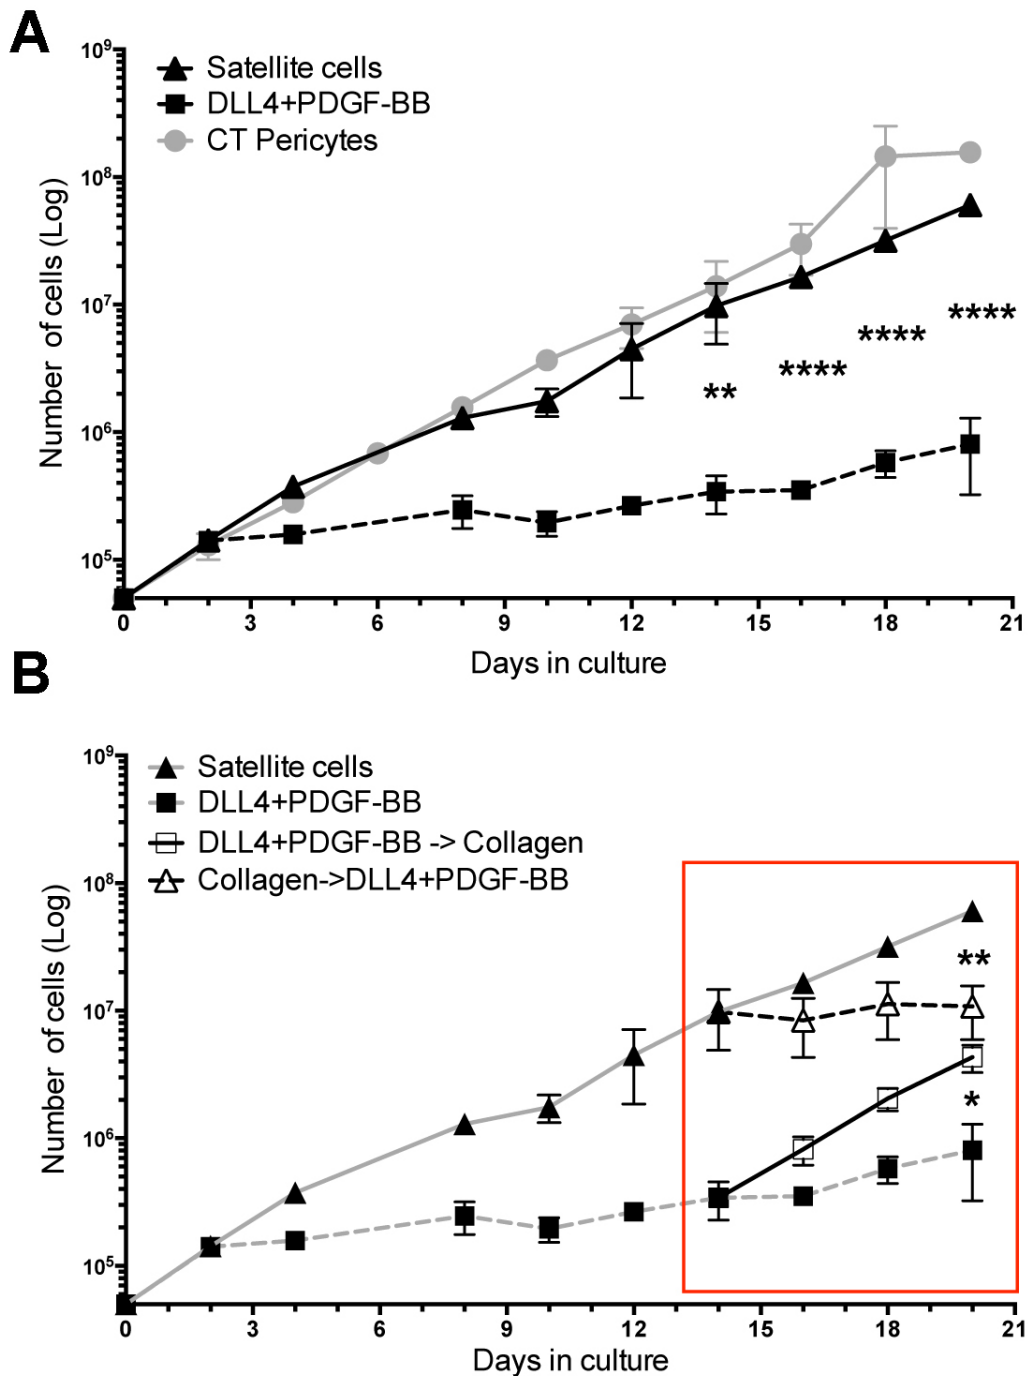 A
10⁹
Satellite cells
DLL4+PDGF-BB
CT Pericytes
10⁸
10⁷
10⁶
10⁵
Number of cells (Log)
**
****
****
****
0 3 6 9 12 15 18 21
Days in culture
B
10⁹
Satellite cells
DLL4+PDGF-BB
DLL4+PDGF-BB -> Collagen
Collagen->DLL4+PDGF-BB
10⁸
10⁷
10⁶
10⁵
Number of cells (Log)
**
*
0 3 6 9 12 15 18 21
Days in culture